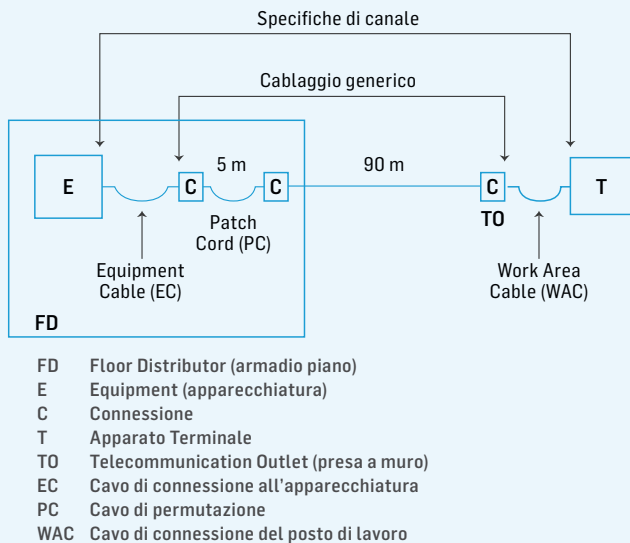 Specifiche di canale
Cablaggio generico
5 m
90 m
E
C
C
C
T
TO
Patch
Cord (PC)
Equipment
Cable (EC)
Work Area
Cable (WAC)
FD
FD Floor Distributor (armadio piano)
E Equipment (apparecchiatura)
C Connessione
T Apparato Terminale
TO Telecommunication Outlet (presa a muro)
EC Cavo di connessione all'apparecchiatura
PC Cavo di permutazione
WAC Cavo di connessione del posto di lavoro